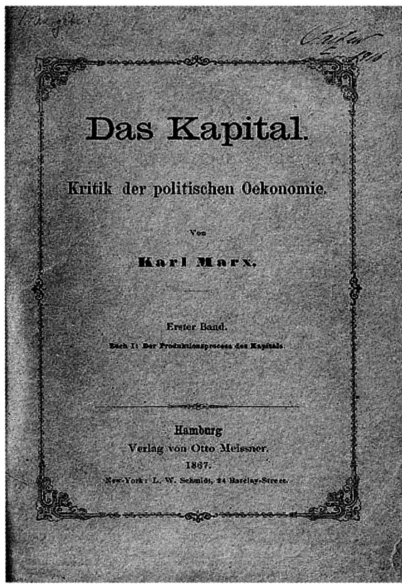 Das Kapital.
Kritik der politischen Oekonomie.
Von
Karl Marx.
Erster Band.
Buch I: Der Produktionsprocess des Kapitals.
Hamburg
Verlag von Otto Meissner.
1867.
New-York: L. W. Schmidt, 24 Barclay-Street.